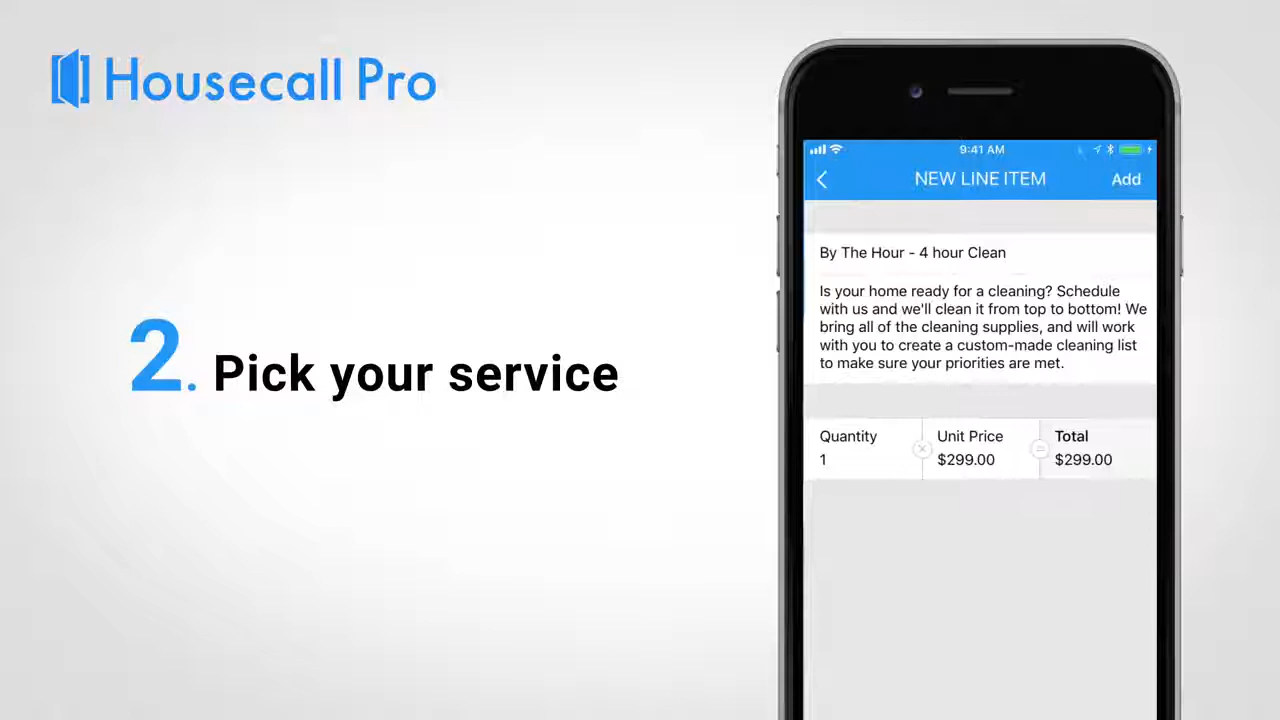 Housecall Pro
2. Pick your service
9:41 AM
NEW LINE ITEM
Add
By The Hour - 4 hour Clean
Is your home ready for a cleaning? Schedule
with us and we'll clean it from top to bottom! We
bring all of the cleaning supplies, and will work
with you to create a custom-made cleaning list
to make sure your priorities are met.
Quantity Unit Price Total
1 $299.00 $299.00